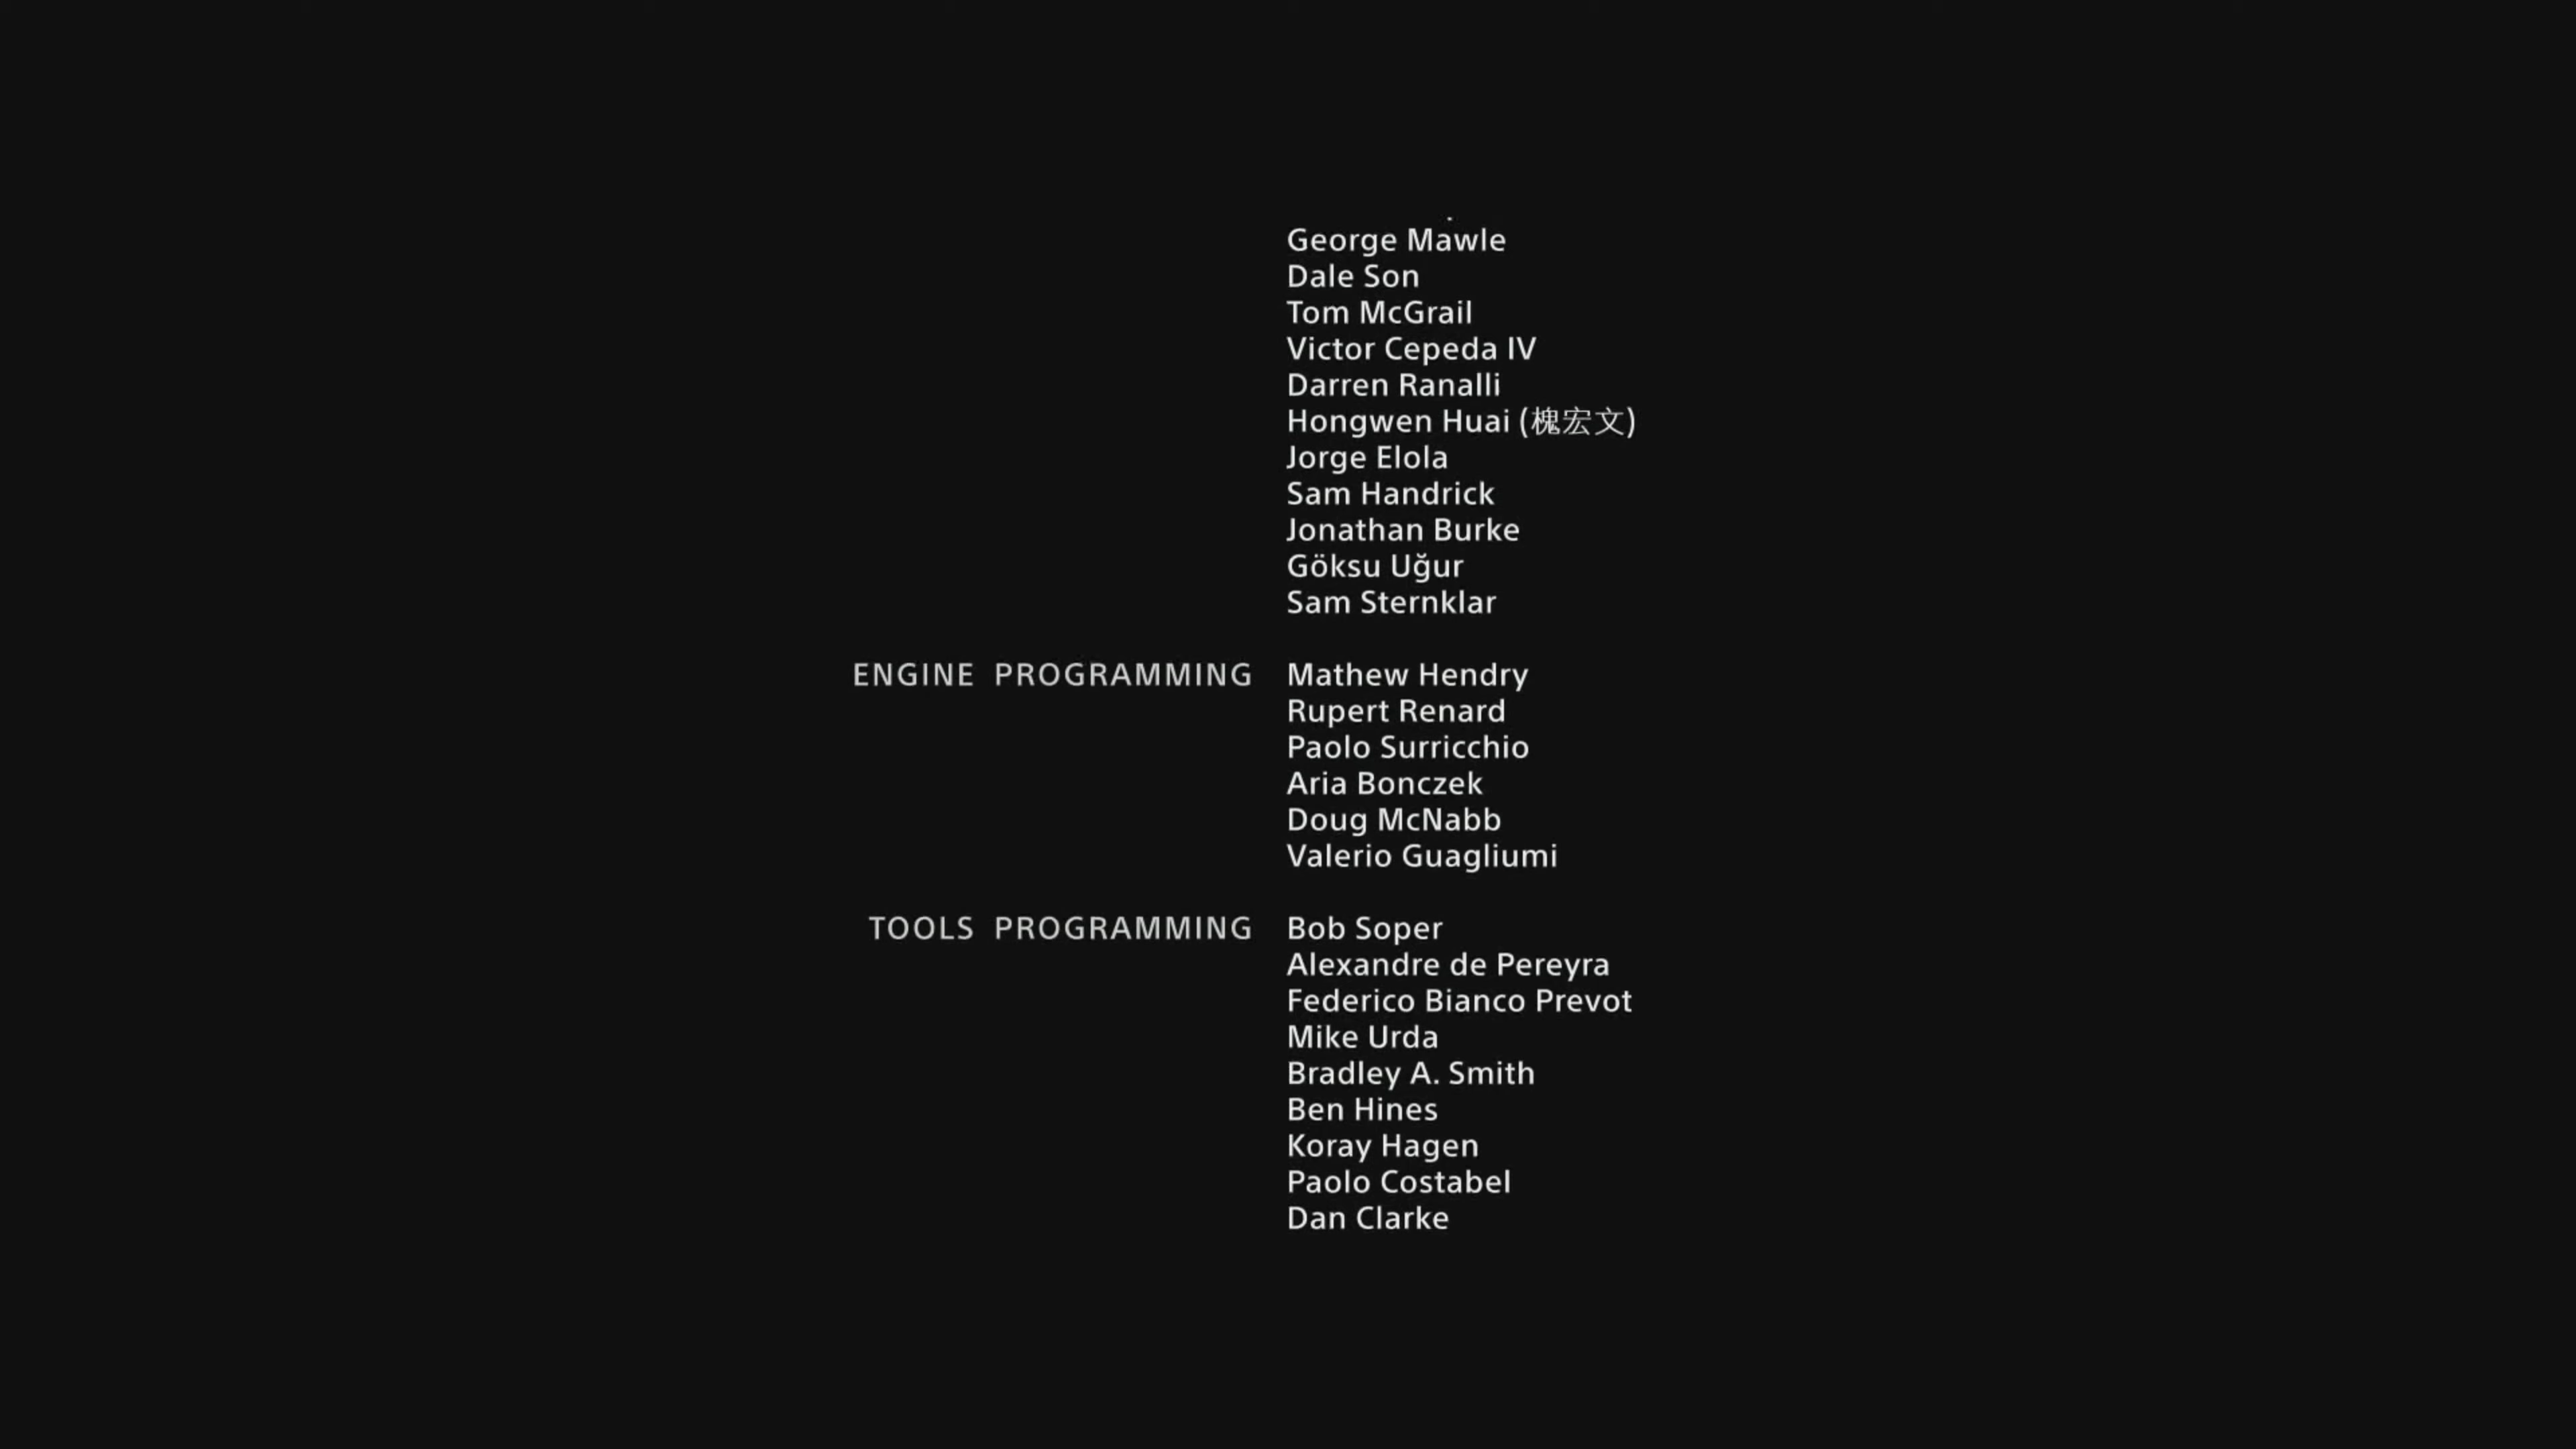 George Mawle
Dale Son
Tom McGrail
Victor Cepeda IV
Darren Ranalli
Hongwen Huai (槐宏文)
Jorge Elola
Sam Handrick
Jonathan Burke
Göksu Uğur
Sam Sternklar
ENGINE PROGRAMMING Mathew Hendry
Rupert Renard
Paolo Surricchio
Aria Bonczek
Doug McNabb
Valerio Guagliumi
TOOLS PROGRAMMING Bob Soper
Alexandre de Pereyra
Federico Bianco Prevot
Mike Urda
Bradley A. Smith
Ben Hines
Koray Hagen
Paolo Costabel
Dan Clarke